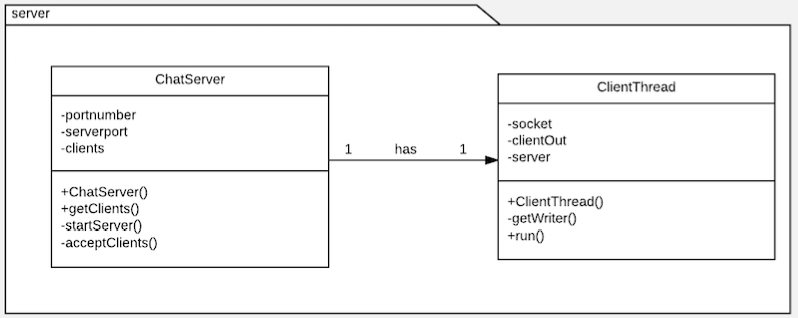 server
ChatServer
-portnumber
-serverport
-clients
+ChatServer()
+getClients()
-startServer()
-acceptClients()
1 has 1
ClientThread
-socket
-clientOut
-server
+ClientThread()
-getWriter()
+run()